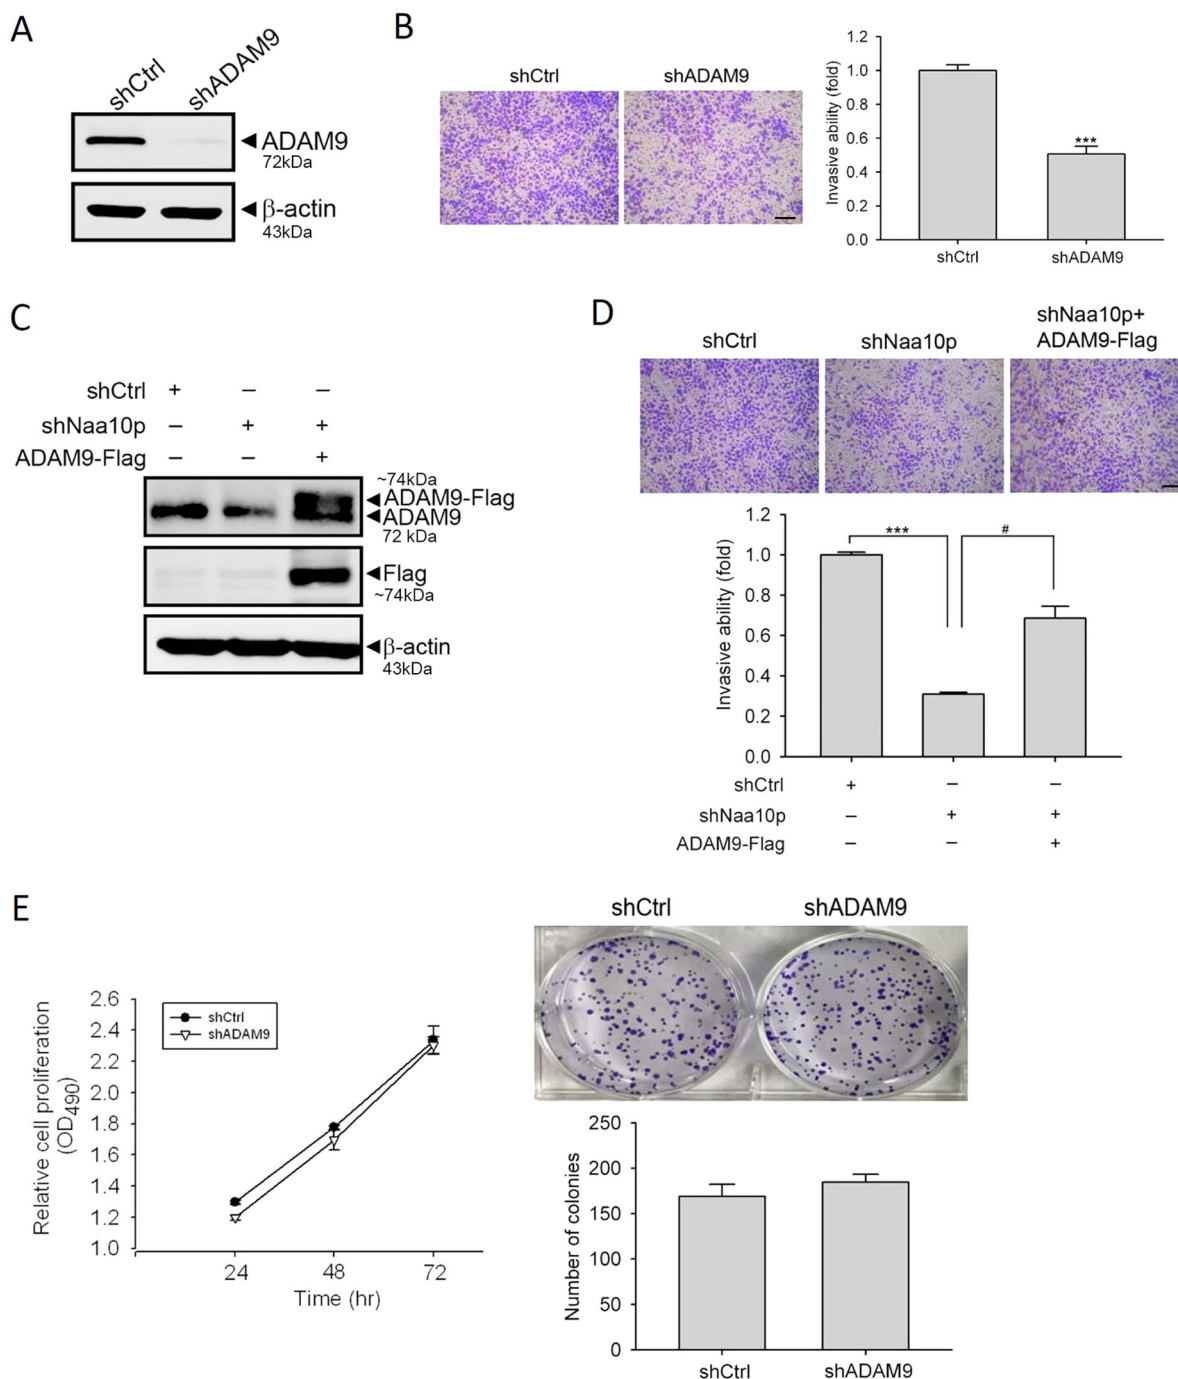 A
shCtrl
shADAM9
ADAM9
72kDa
β-actin
43kDa
B
shCtrl
shADAM9
Invasive ability (fold)
1.2
1.0
0.8
0.6
0.4
0.2
0.0
***
shCtrl
shADAM9
C
shCtrl + – –
shNaa10p – + +
ADAM9-Flag – – +
~74kDa
ADAM9-Flag
ADAM9
72 kDa
Flag
~74kDa
β-actin
43kDa
D
shCtrl
shNaa10p
shNaa10p+
ADAM9-Flag
Invasive ability (fold)
1.2
1.0
0.8
0.6
0.4
0.2
0.0
***
#
shCtrl + – –
shNaa10p – + +
ADAM9-Flag – – +
E
Relative cell proliferation
(OD490)
2.6
2.4
2.2
2.0
1.8
1.6
1.4
1.2
1.0
shCtrl
shADAM9
24
48
72
Time (hr)
shCtrl
shADAM9
Number of colonies
250
200
150
100
50
0
shCtrl
shADAM9